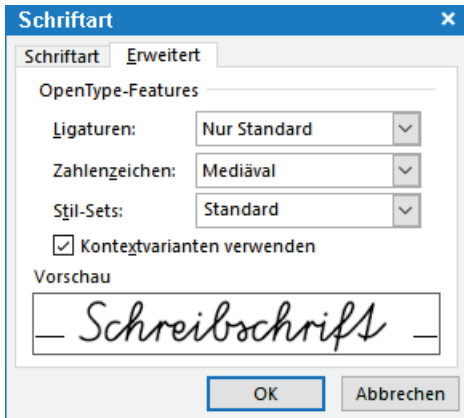 Schriftart
Schriftart Erweitert
OpenType-Features
Ligaturen: Nur Standard
Zahlenzeichen: Mediäval
Stil-Sets: Standard
Kontextvarianten verwenden
Vorschau
Schreibschrift
OK Abbrechen